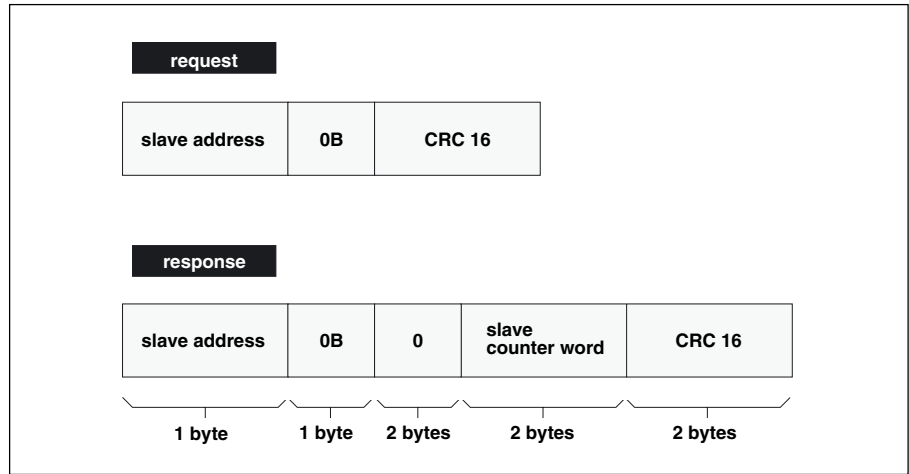 request
slave address 0B CRC 16
response
slave address 0B 0 slave counter word CRC 16
1 byte 1 byte 2 bytes 2 bytes 2 bytes